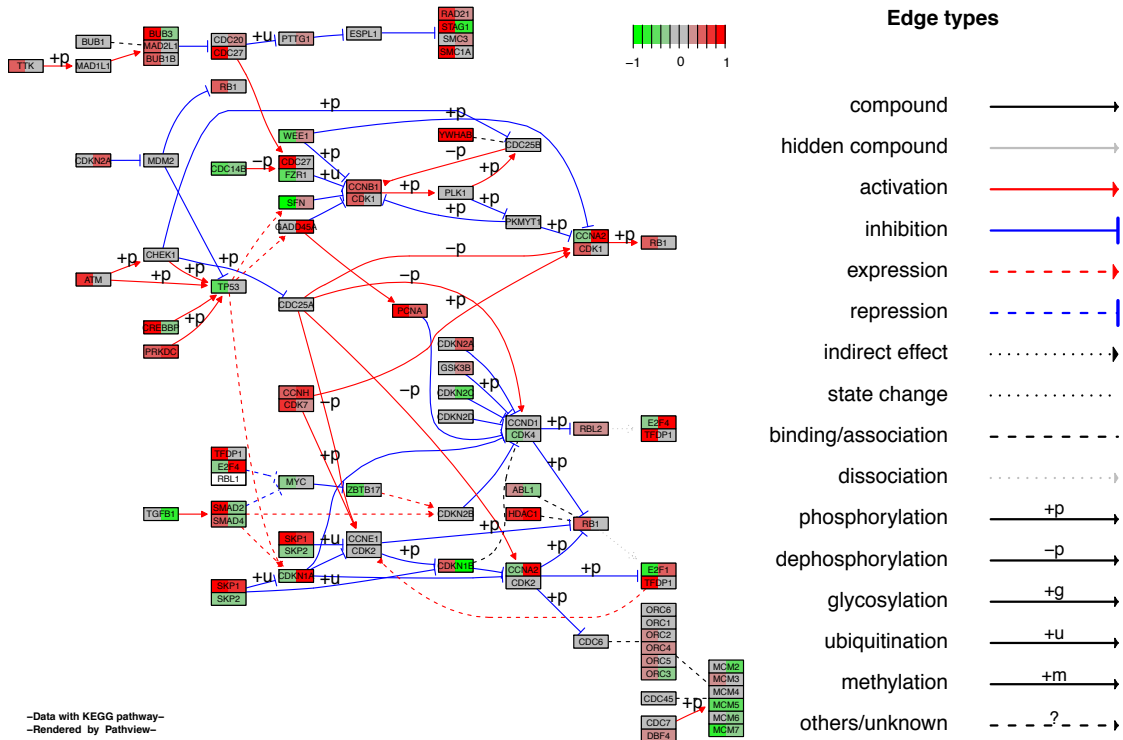 Edge types
−1 0 1
compound
hidden compound
activation
inhibition
expression
repression
indirect effect
state change
binding/association
dissociation
phosphorylation +p
dephosphorylation −p
glycosylation +g
ubiquitination +u
methylation +m
others/unknown ?
BUB1
BUB3
MAD2L1
BUB1B
TTK
+p
MAD1L1
CDC20
CDC27
+u
PTTG1
ESPL1
RAD21
STAG1
SMC3
SMC1A
RB1
+p
+p
WEE1
YWHAB
CDC25B
CDKN2A
MDM2
CDC14B
−p
CDC27
FZR1
+p
+u
−p
CCNB1
CDK1
+p
PLK1
+p
+p
SFN
GADD45A
PKMYT1
+p
CCNA2
CDK1
+p
RB1
CHEK1
+p
+p
ATM
+p
TP53
−p
−p
CDC25A
+p
PCNA
CREBBP
+p
PRKDC
CDKN2A
GSK3B
+p
CDKN2C
CDKN2D
CCNH
CDK7
−p
−p
CCND1
CDK4
+p
RBL2
E2F4
TFDP1
TFDP1
E2F4
RBL1
+p
MYC
ZBTB17
+p
ABL1
TGFB1
SMAD2
SMAD4
CDKN2B
HDAC1
RB1
+p
SKP1
SKP2
+u
CCNE1
CDK2
+p
+p
CDKN1A
+u
+u
SKP1
SKP2
CDKN1B
CCNA2
CDK2
+p
E2F1
TFDP1
+p
CDC6
ORC6
ORC1
ORC2
ORC4
ORC5
ORC3
CDC45
CDC7
DBF4
+p
MCM2
MCM3
MCM4
MCM5
MCM6
MCM7
−Data with KEGG pathway−
−Rendered by Pathview−